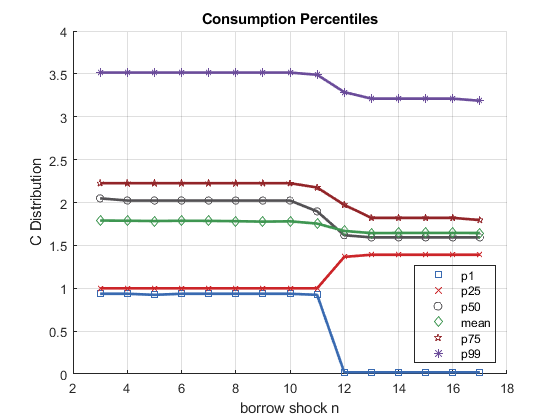 Consumption Percentiles
4
3.5
3
2.5
2
1.5
1
0.5
0
C Distribution
p1
p25
p50
mean
p75
p99
2 4 6 8 10 12 14 16 18
borrow shock n